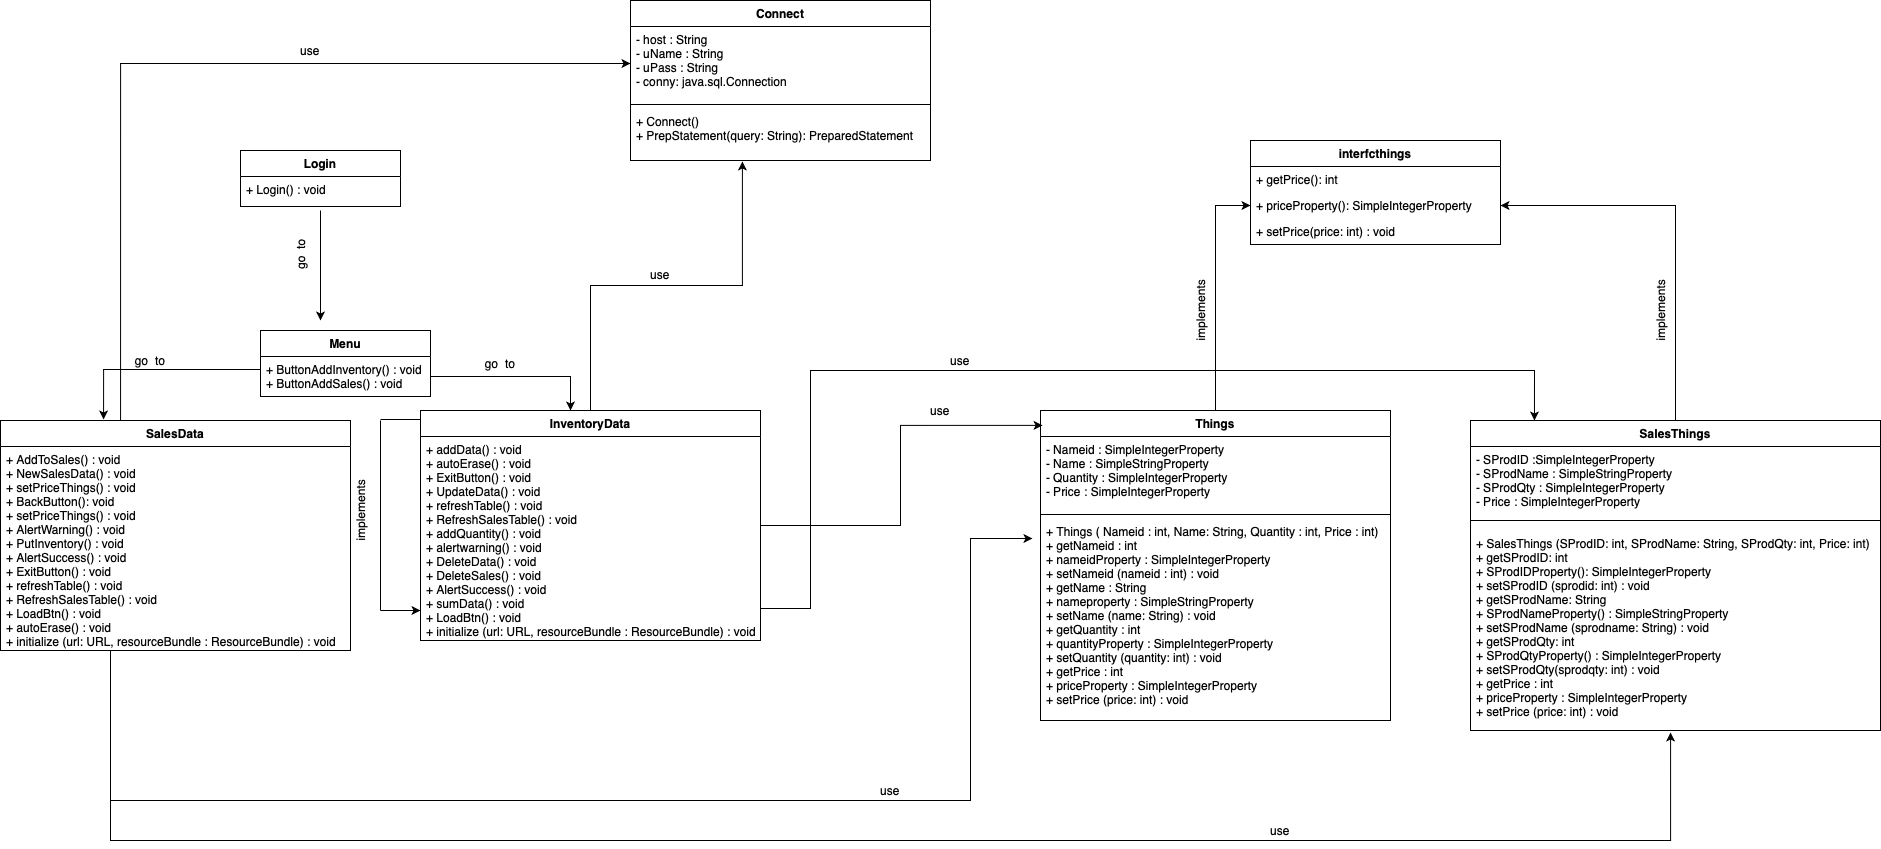 Connect
- host : String
- uName : String
- uPass : String
- conny: java.sql.Connection
+ Connect()
+ PrepStatement(query: String): PreparedStatement
use
Login
+ Login() : void
go to
use
interfcthings
+ getPrice(): int
+ priceProperty(): SimpleIntegerProperty
+ setPrice(price: int) : void
implements
implements
Menu
+ ButtonAddInventory() : void
+ ButtonAddSales() : void
go to
go to
use
use
SalesData
+ AddToSales() : void
+ NewSalesData() : void
+ setPriceThings() : void
+ BackButton(): void
+ setPriceThings() : void
+ AlertWarning() : void
+ PutInventory() : void
+ AlertSuccess() : void
+ ExitButton() : void
+ refreshTable() : void
+ RefreshSalesTable() : void
+ LoadBtn() : void
+ autoErase() : void
+ initialize (url: URL, resourceBundle : ResourceBundle) : void
implements
InventoryData
+ addData() : void
+ autoErase() : void
+ ExitButton() : void
+ UpdateData() : void
+ refreshTable() : void
+ RefreshSalesTable() : void
+ addQuantity() : void
+ alertwarning() : void
+ DeleteData() : void
+ DeleteSales() : void
+ AlertSuccess() : void
+ sumData() : void
+ LoadBtn() : void
+ initialize (url: URL, resourceBundle : ResourceBundle) : void
Things
- Nameid : SimpleIntegerProperty
- Name : SimpleStringProperty
- Quantity : SimpleIntegerProperty
- Price : SimpleIntegerProperty
+ Things ( Nameid : int, Name: String, Quantity : int, Price : int)
+ getNameid : int
+ nameidProperty : SimpleIntegerProperty
+ setNameid (nameid : int) : void
+ getName : String
+ nameproperty : SimpleStringProperty
+ setName (name: String) : void
+ getQuantity : int
+ quantityProperty : SimpleIntegerProperty
+ setQuantity (quantity: int) : void
+ getPrice : int
+ priceProperty : SimpleIntegerProperty
+ setPrice (price: int) : void
SalesThings
- SProdID :SimpleIntegerProperty
- SProdName : SimpleStringProperty
- SProdQty : SimpleIntegerProperty
- Price : SimpleIntegerProperty
+ SalesThings (SProdID: int, SProdName: String, SProdQty: int, Price: int)
+ getSProdID: int
+ SProdIDProperty(): SimpleIntegerProperty
+ setSProdID (sprodid: int) : void
+ getSProdName: String
+ SProdNameProperty() : SimpleStringProperty
+ setSProdName (sprodname: String) : void
+ getSProdQty: int
+ SProdQtyProperty() : SimpleIntegerProperty
+ setSProdQty(sprodqty: int) : void
+ getPrice : int
+ priceProperty : SimpleIntegerProperty
+ setPrice (price: int) : void
use
use